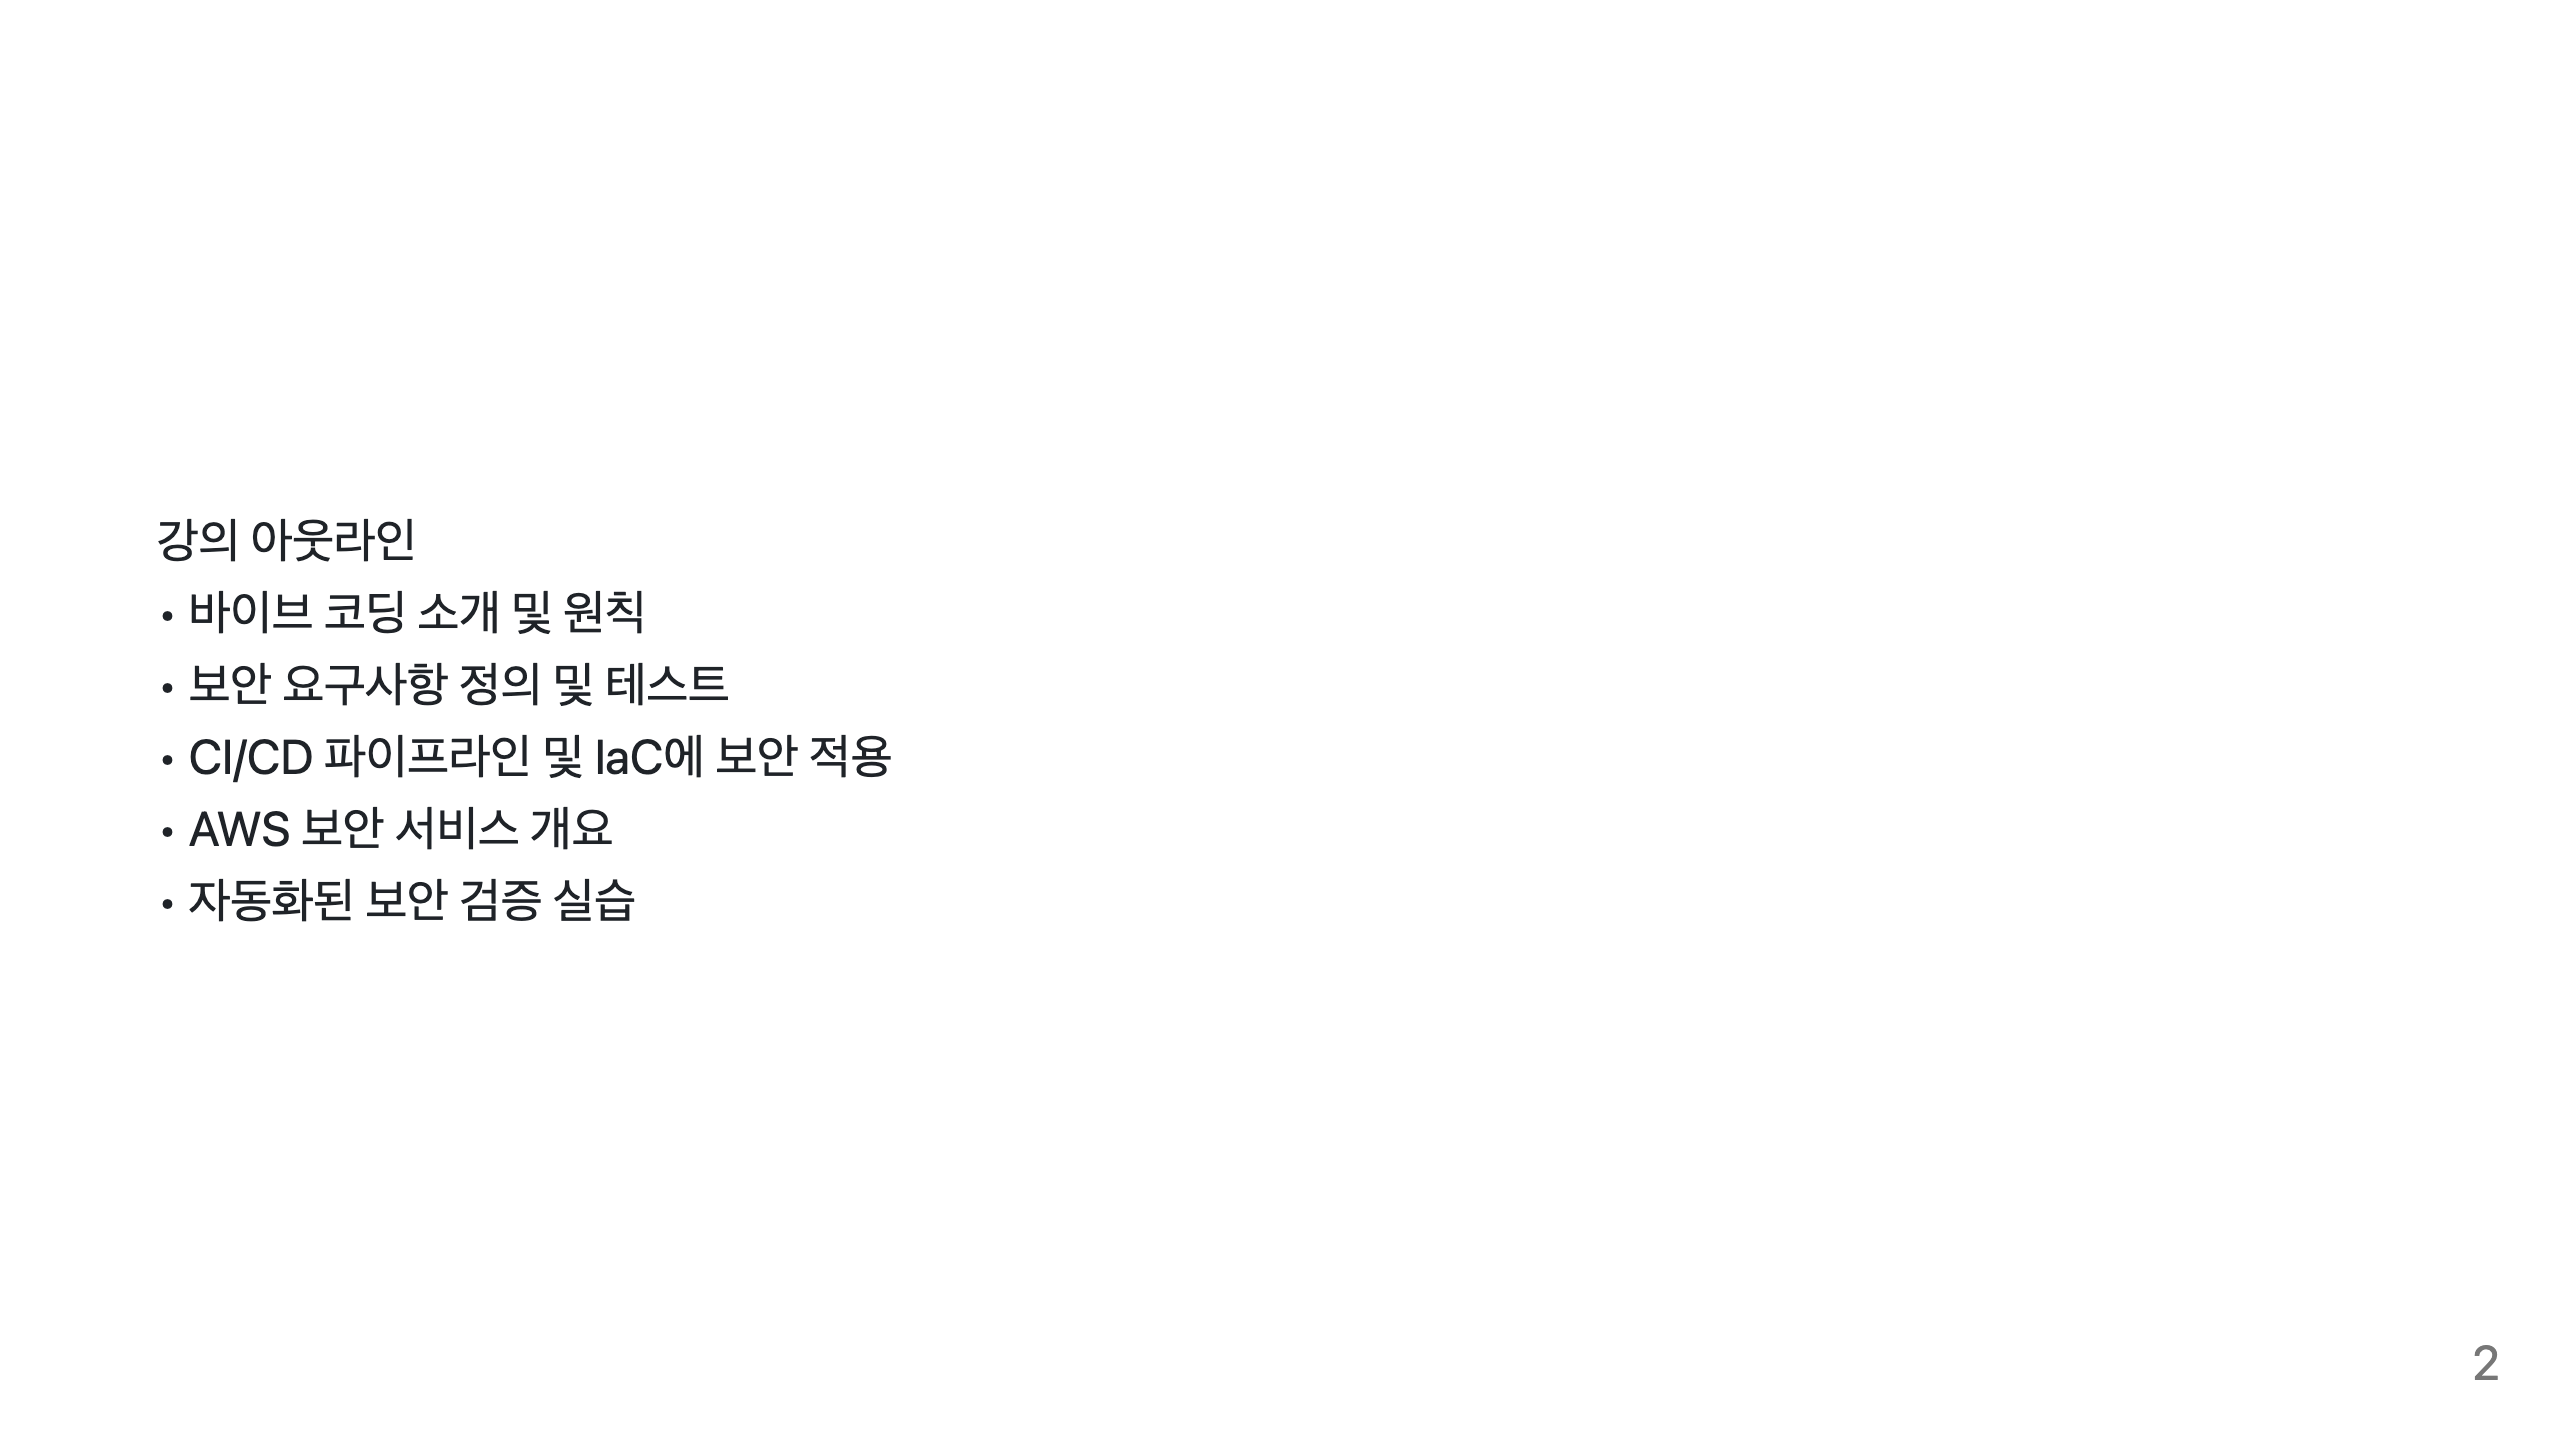 강의 아웃라인
• 바이브 코딩 소개 및 원칙
• 보안 요구사항 정의 및 테스트
• CI/CD 파이프라인 및 IaC에 보안 적용
• AWS 보안 서비스 개요
• 자동화된 보안 검증 실습
2